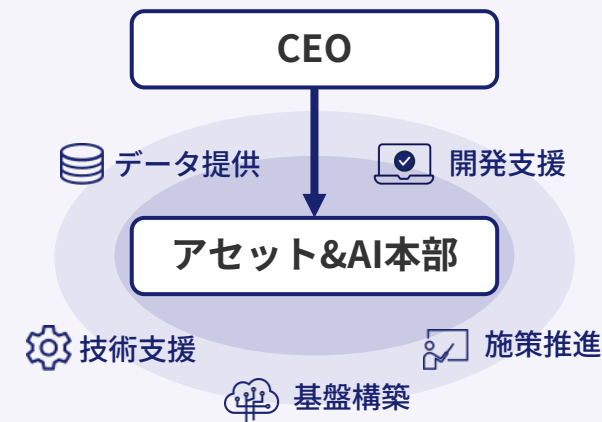 CEO
データ提供
開発支援
アセット&AI本部
技術支援
施策推進
基盤構築